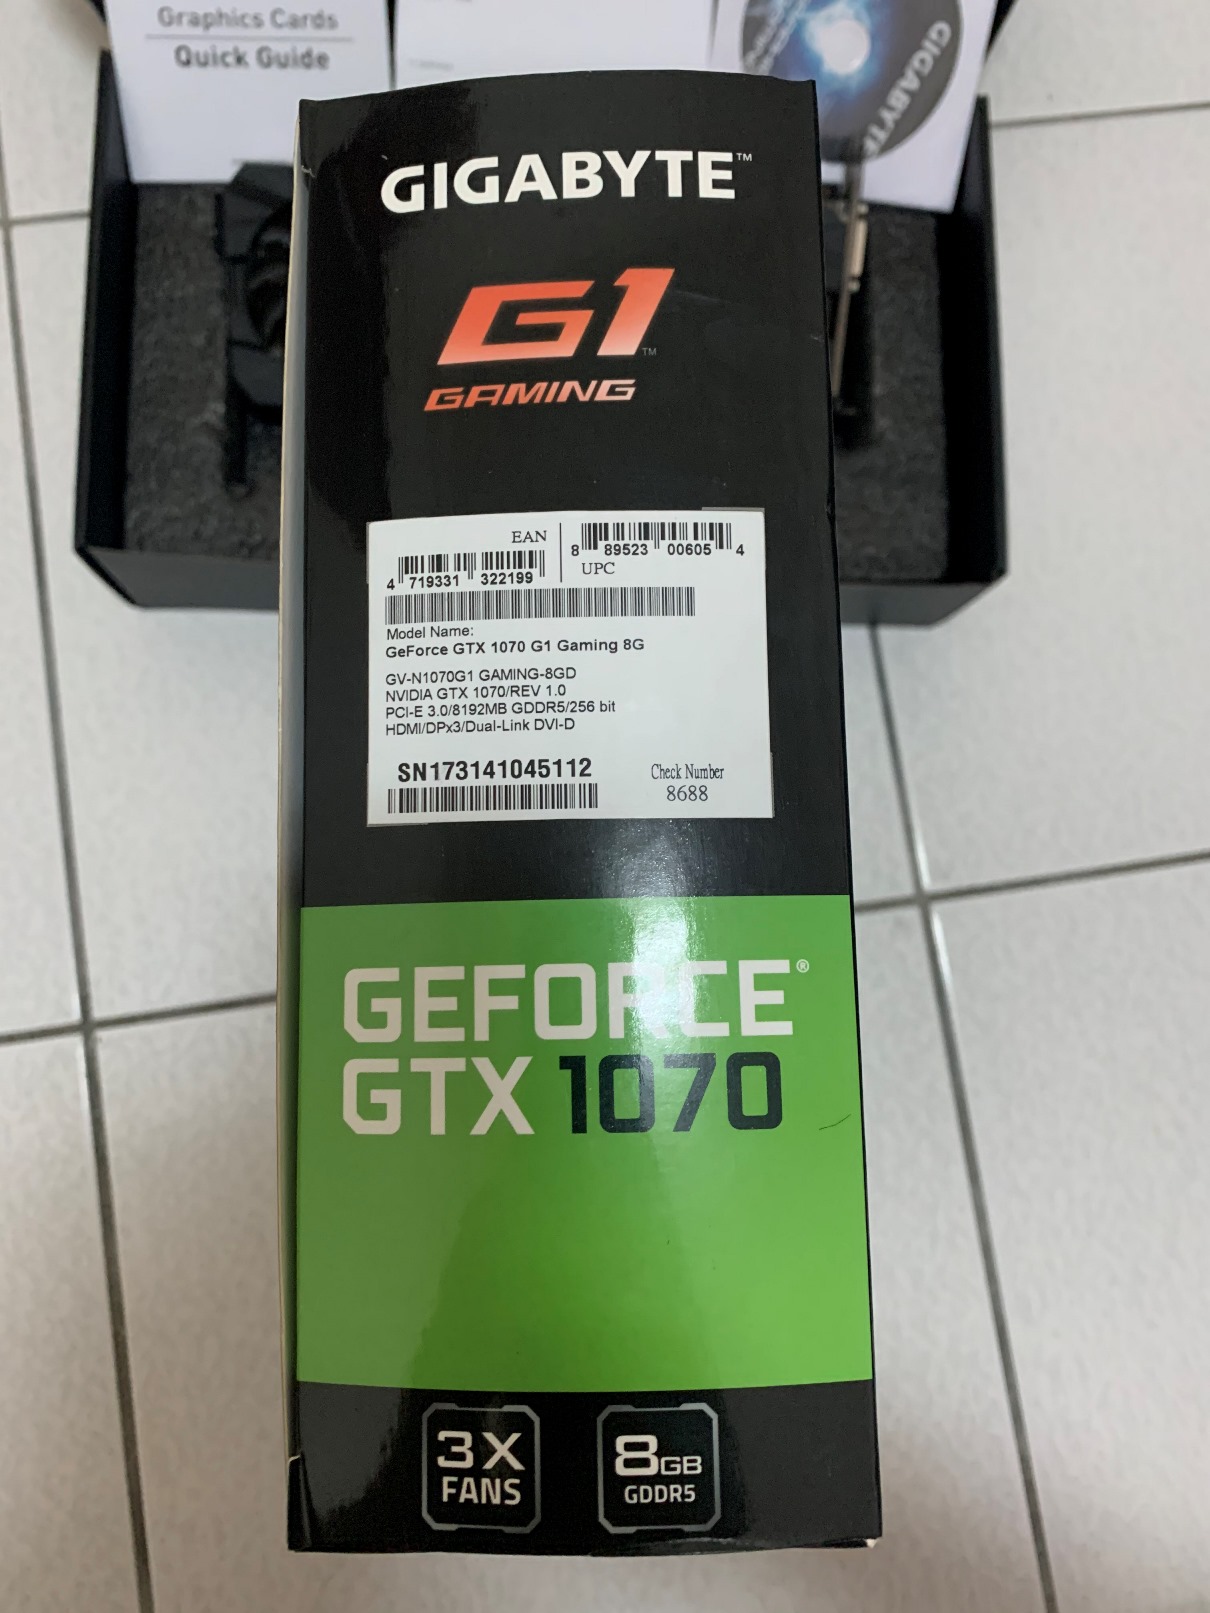 Graphics Cards
Quick Guide
GIGABYTE
GIGABYTE™
G1™
GAMING
EAN
4 719331 322199
8 89523 00605 4
UPC
Model Name:
GeForce GTX 1070 G1 Gaming 8G
GV-N1070G1 GAMING-8GD
NVIDIA GTX 1070/REV 1.0
PCI-E 3.0/8192MB GDDR5/256 bit
HDMI/DPx3/Dual-Link DVI-D
SN173141045112
Check Number
8688
GEFORCE®
GTX 1070
3X
FANS
8GB
GDDR5